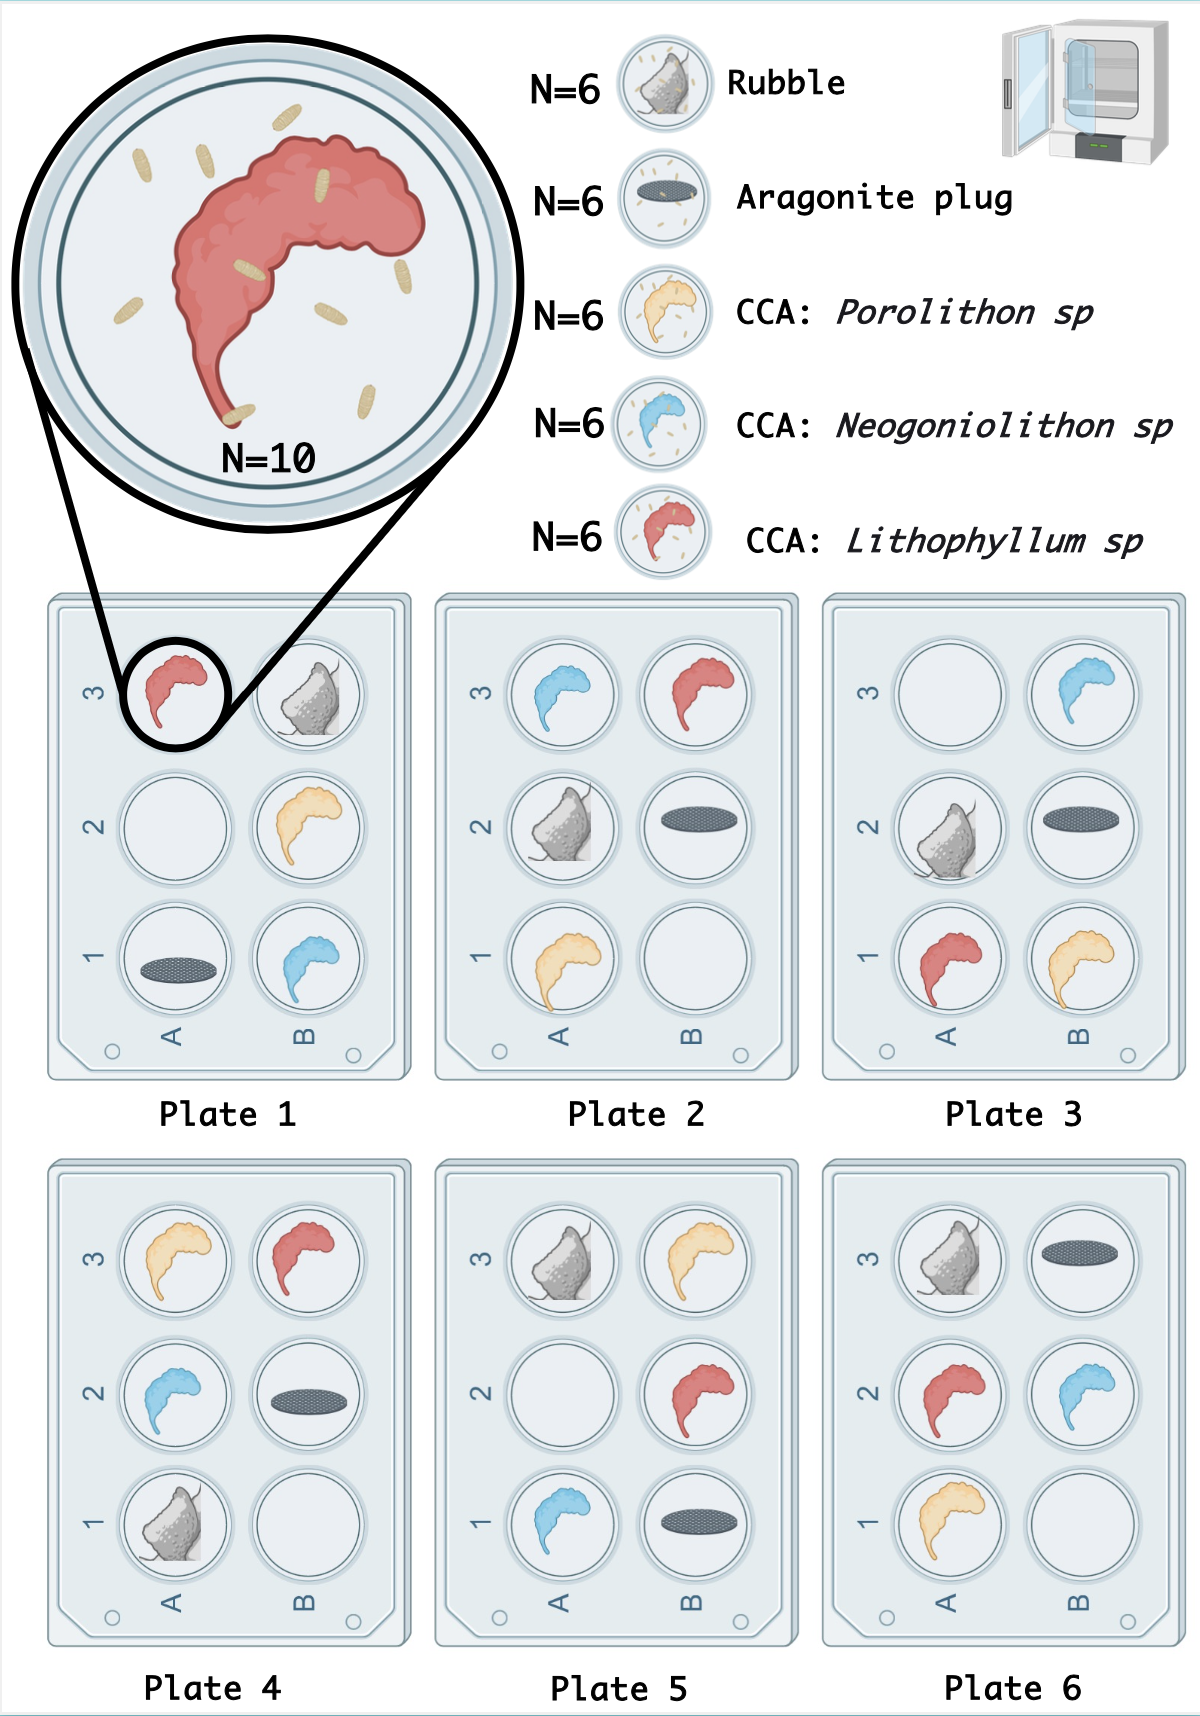 N=6 Rubble
N=6 Aragonite plug
N=6 CCA: Porolithon sp
N=6 CCA: Neogoniolithon sp
N=6 CCA: Lithophyllum sp
N=10
3
2
1
A B
Plate 1
3
2
1
A B
Plate 2
3
2
1
A B
Plate 3
3
2
1
A B
Plate 4
3
2
1
A B
Plate 5
3
2
1
A B
Plate 6